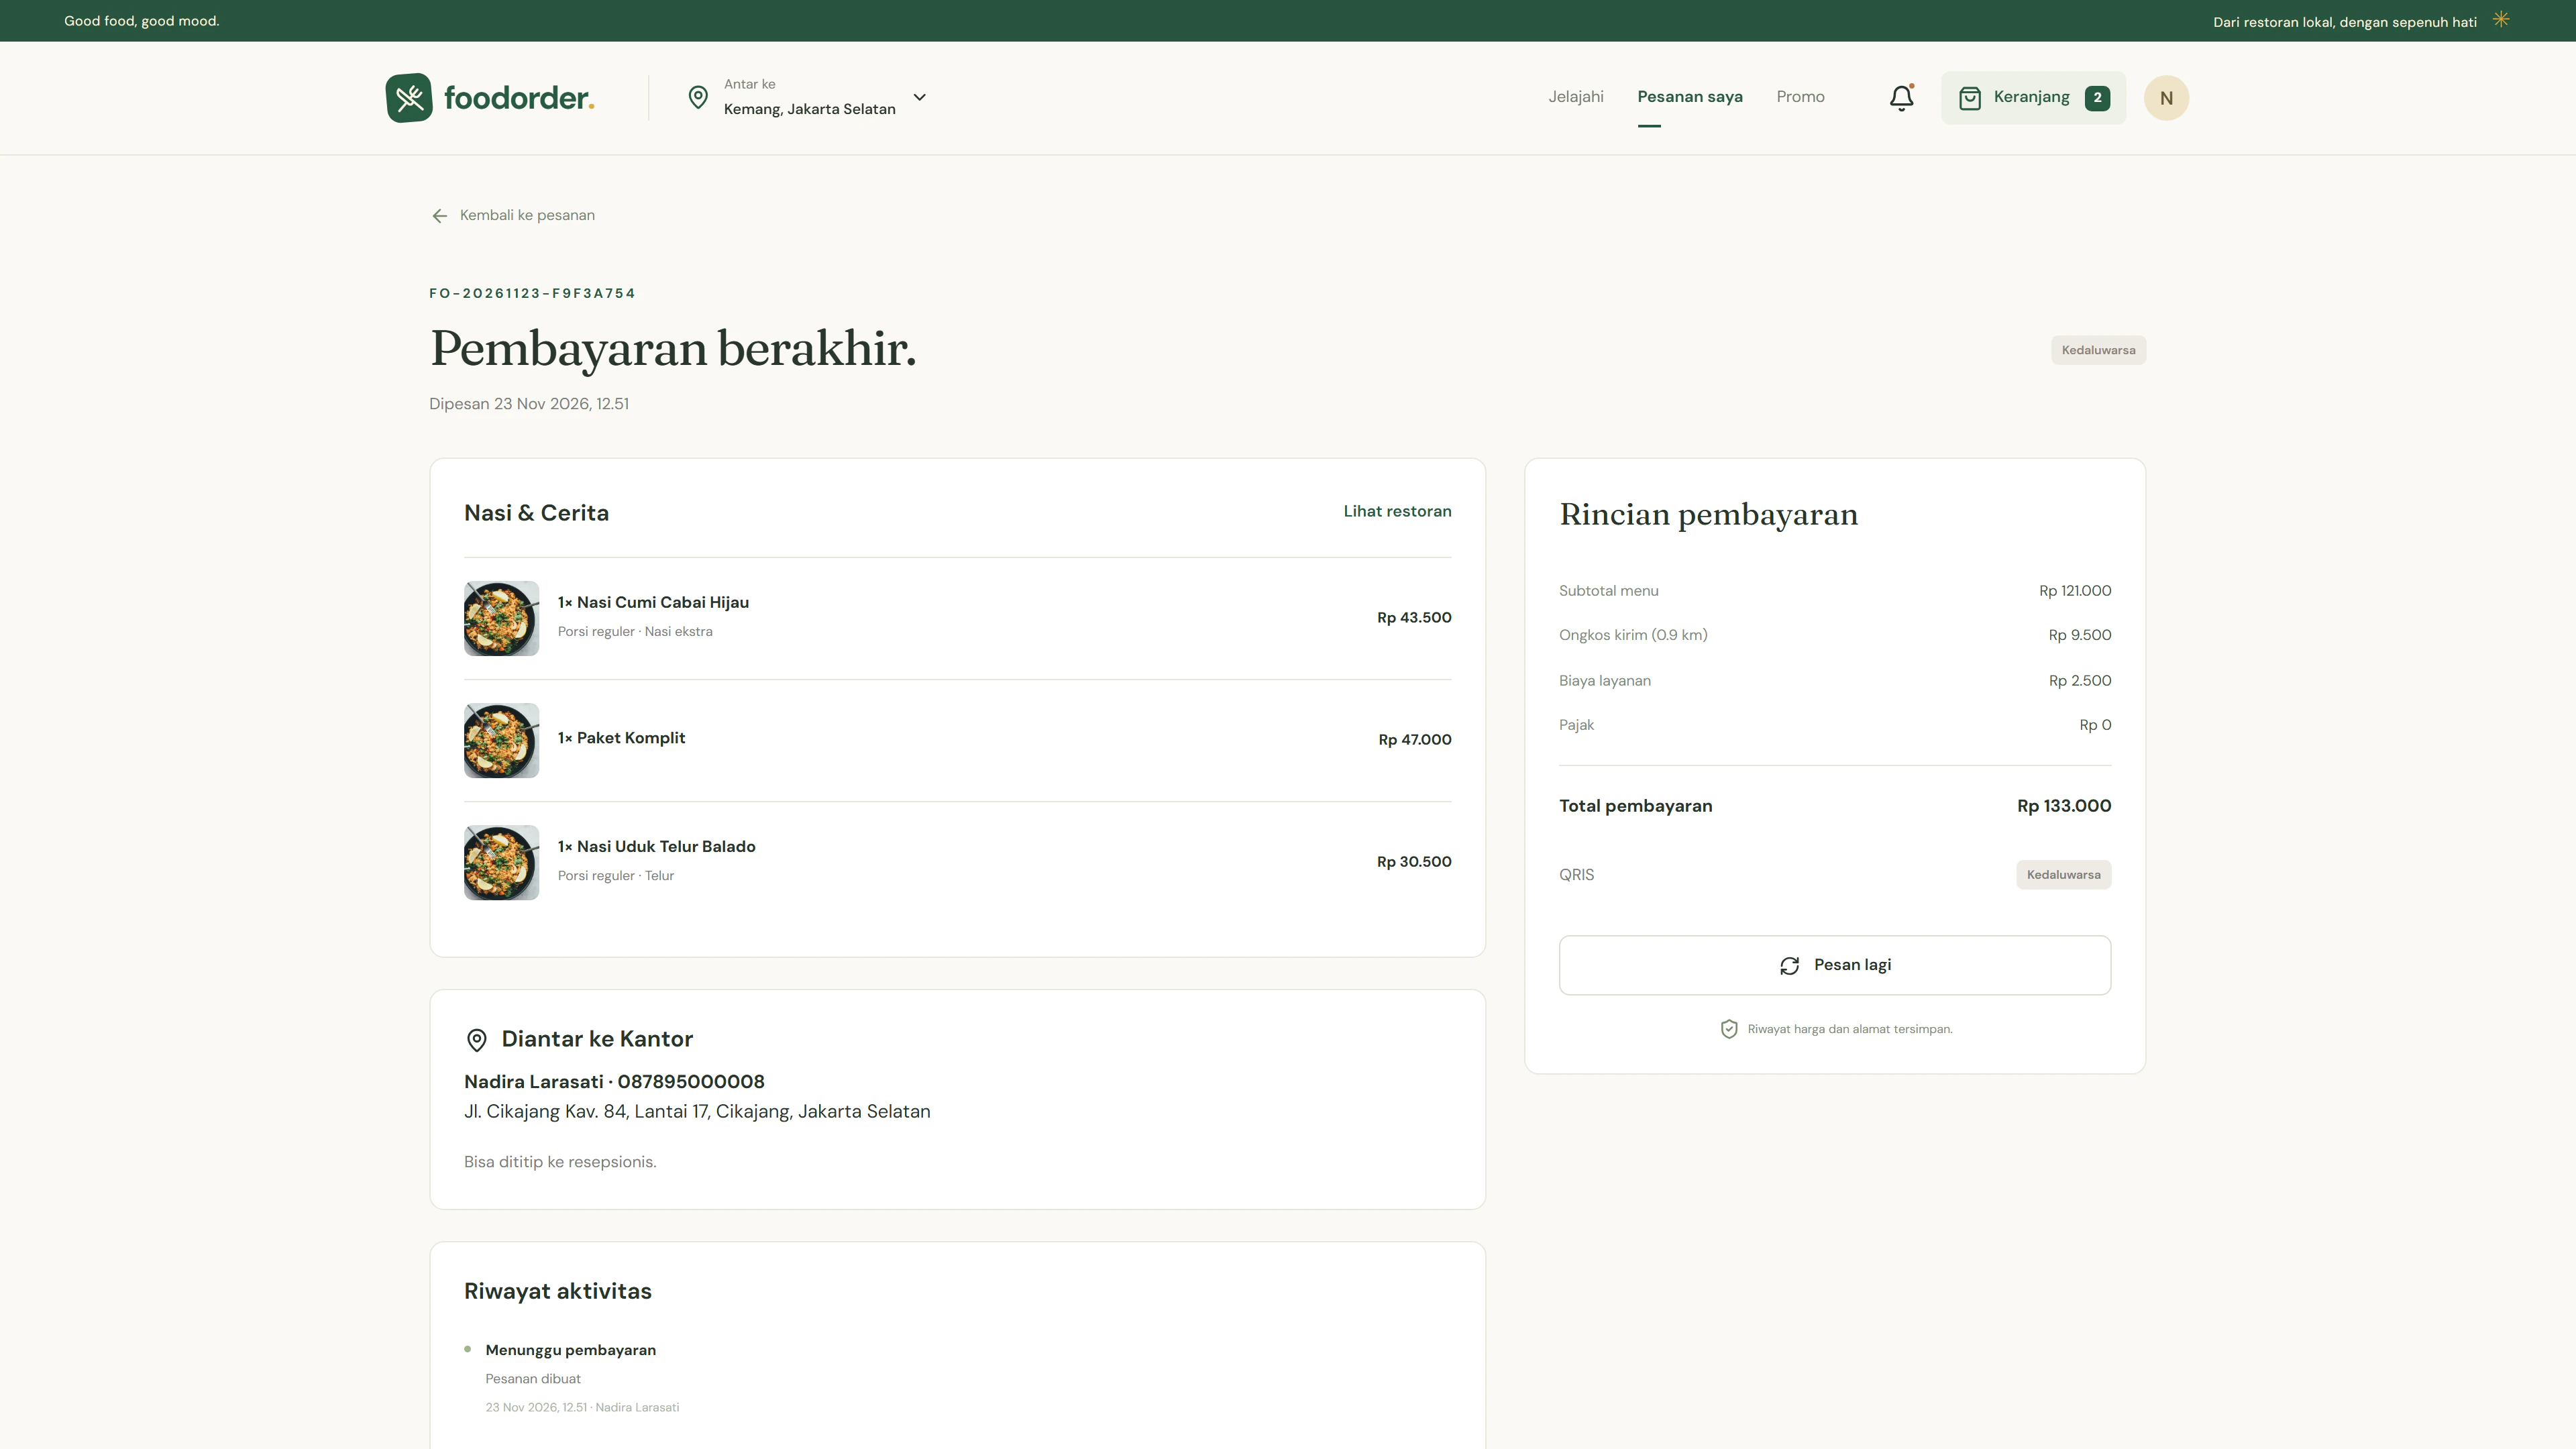 Good food, good mood.
Dari restoran lokal, dengan sepenuh hati
foodorder.
Antar ke
Kemang, Jakarta Selatan
Jelajahi
Pesanan saya
Promo
Keranjang 2
N
Kembali ke pesanan
FO-20261123-F9F3A754
Pembayaran berakhir.
Kedaluwarsa
Dipesan 23 Nov 2026, 12.51
Nasi & Cerita
Lihat restoran
1× Nasi Cumi Cabai Hijau
Porsi reguler · Nasi ekstra
Rp 43.500
1× Paket Komplit
Rp 47.000
1× Nasi Uduk Telur Balado
Porsi reguler · Telur
Rp 30.500
Diantar ke Kantor
Nadira Larasati · 087895000008
Jl. Cikajang Kav. 84, Lantai 17, Cikajang, Jakarta Selatan
Bisa dititip ke resepsionis.
Riwayat aktivitas
Menunggu pembayaran
Pesanan dibuat
23 Nov 2026, 12.51 · Nadira Larasati
Rincian pembayaran
Subtotal menu Rp 121.000
Ongkos kirim (0.9 km) Rp 9.500
Biaya layanan Rp 2.500
Pajak Rp 0
Total pembayaran Rp 133.000
QRIS Kedaluwarsa
Pesan lagi
Riwayat harga dan alamat tersimpan.